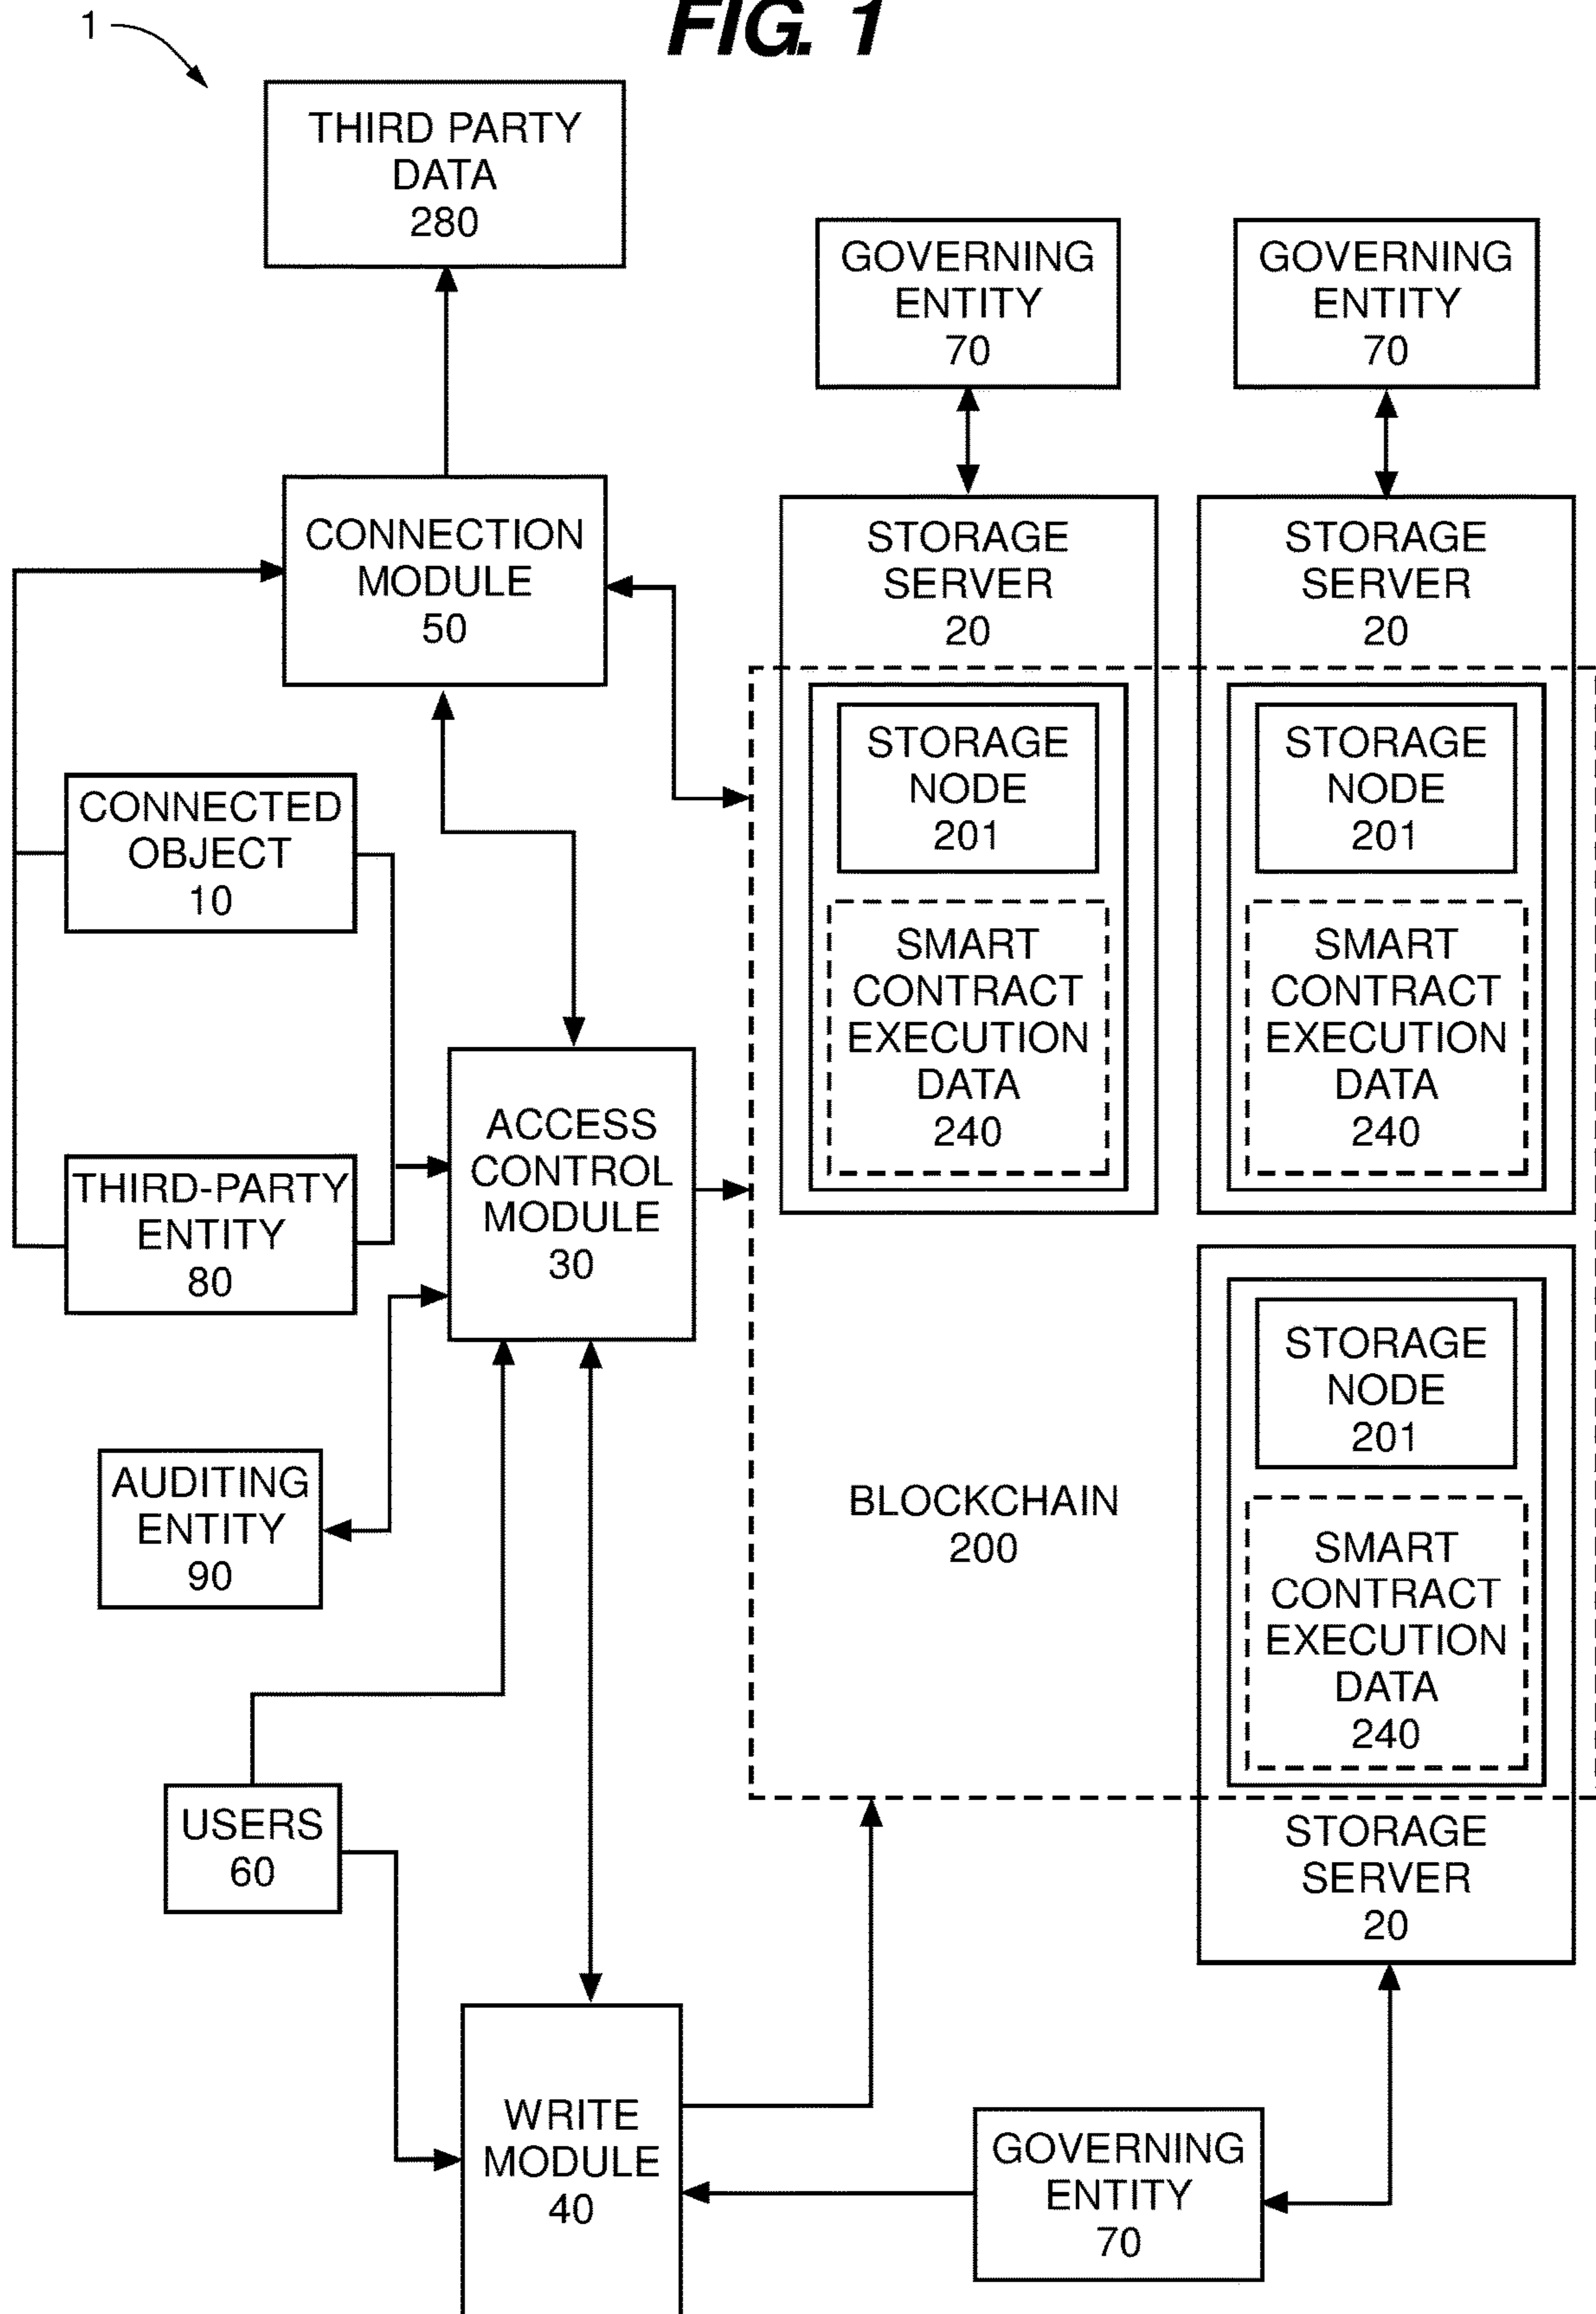 FIG. 1
1
THIRD PARTY
DATA
280
GOVERNING
ENTITY
70
GOVERNING
ENTITY
70
CONNECTION
MODULE
50
STORAGE
SERVER
20
STORAGE
SERVER
20
STORAGE
NODE
201
STORAGE
NODE
201
CONNECTED
OBJECT
10
SMART
CONTRACT
EXECUTION
DATA
240
SMART
CONTRACT
EXECUTION
DATA
240
ACCESS
CONTROL
MODULE
30
THIRD-PARTY
ENTITY
80
STORAGE
NODE
201
AUDITING
ENTITY
90
BLOCKCHAIN
200
SMART
CONTRACT
EXECUTION
DATA
240
USERS
60
STORAGE
SERVER
20
WRITE
MODULE
40
GOVERNING
ENTITY
70